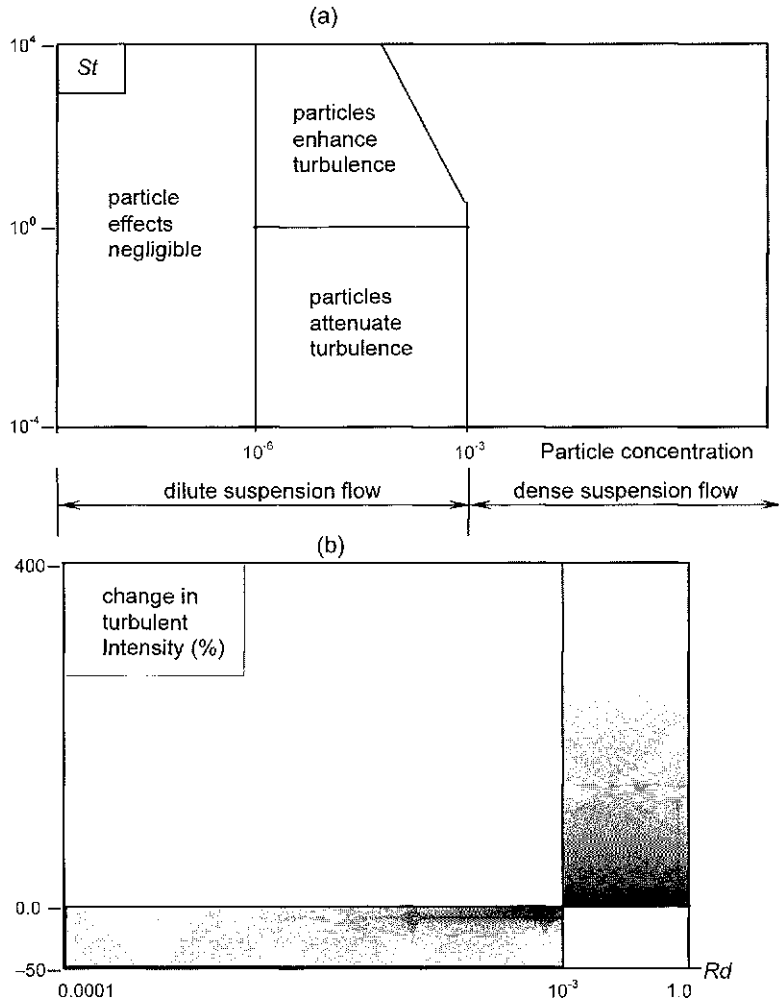 (a)
10⁴
St
particles
enhance
turbulence
particle
effects
negligible
10⁰
particles
attenuate
turbulence
10⁻⁴
10⁻⁶
10⁻³
Particle concentration
dilute suspension flow
dense suspension flow
(b)
400
change in
turbulent
Intensity (%)
0.0
–50
0.0001
10⁻³
1.0
Rd